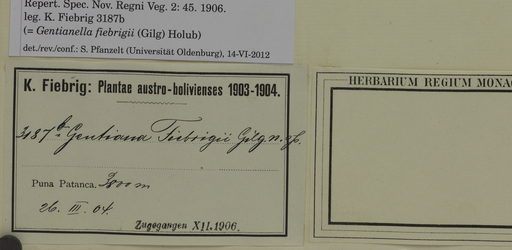 Repert. Spec. Nov. Regni Veg. 2: 45. 1906.
leg. K. Fiebrig 3187b
(= Gentianella fiebrigii (Gilg) Holub)
det./rev./conf.: S. Pfanzelt (Universität Oldenburg), 14-VI-2012
K. Fiebrig: Plantae austro-bolivienses 1903-1904.
3187 b Gentiana Fiebrigii Gilg n. sp.
Puna Patanca. 3800 m
26. III. 04.
Zugegangen XII.1906.
HERBARIUM REGIUM MONAC